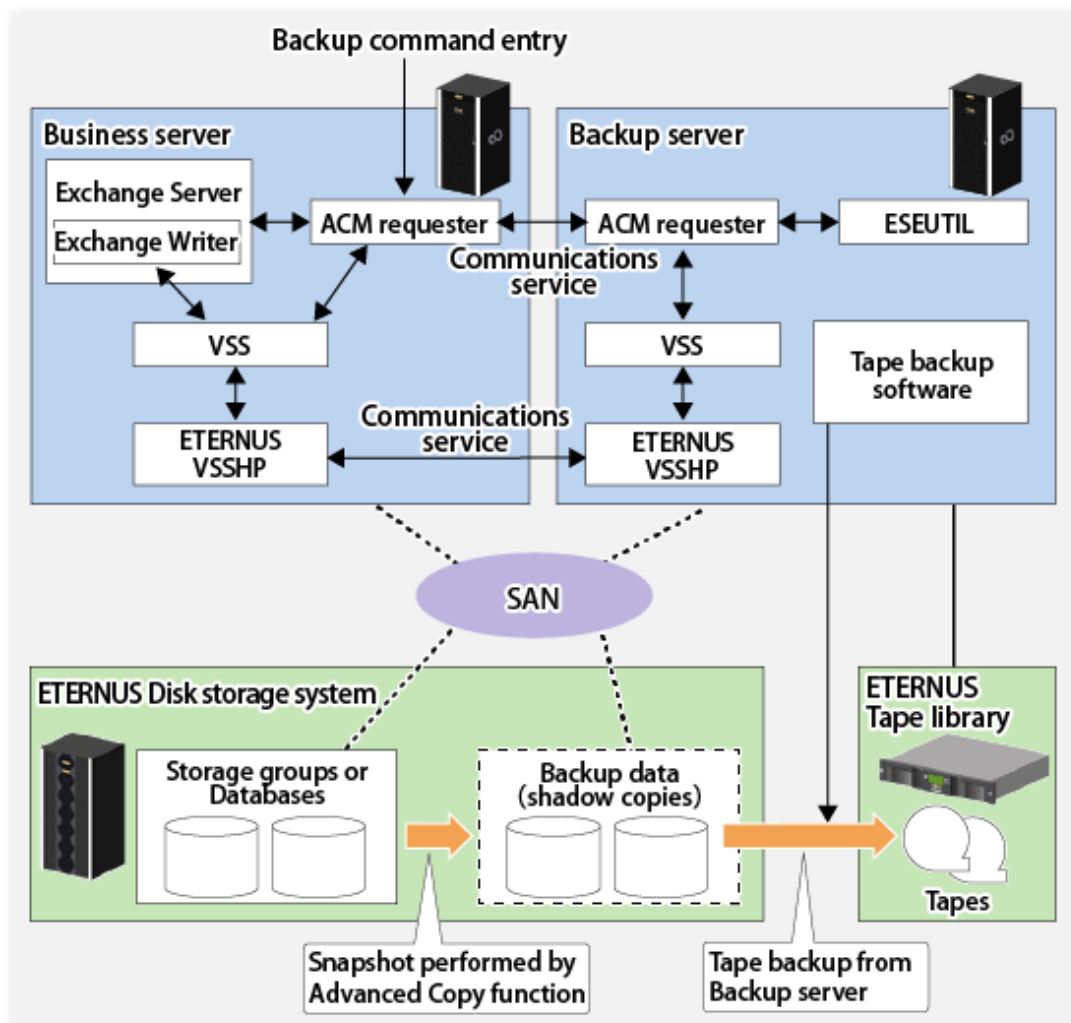 Backup command entry
Business server
Exchange Server
Exchange Writer
ACM requester
VSS
ETERNUS
VSSHP
Communications
service
Communications
service
Backup server
ACM requester
ESEUTIL
VSS
Tape backup
software
ETERNUS
VSSHP
SAN
ETERNUS Disk storage system
Storage groups or
Databases
Backup data
(shadow copies)
ETERNUS
Tape library
Tapes
Snapshot performed by
Advanced Copy function
Tape backup from
Backup server